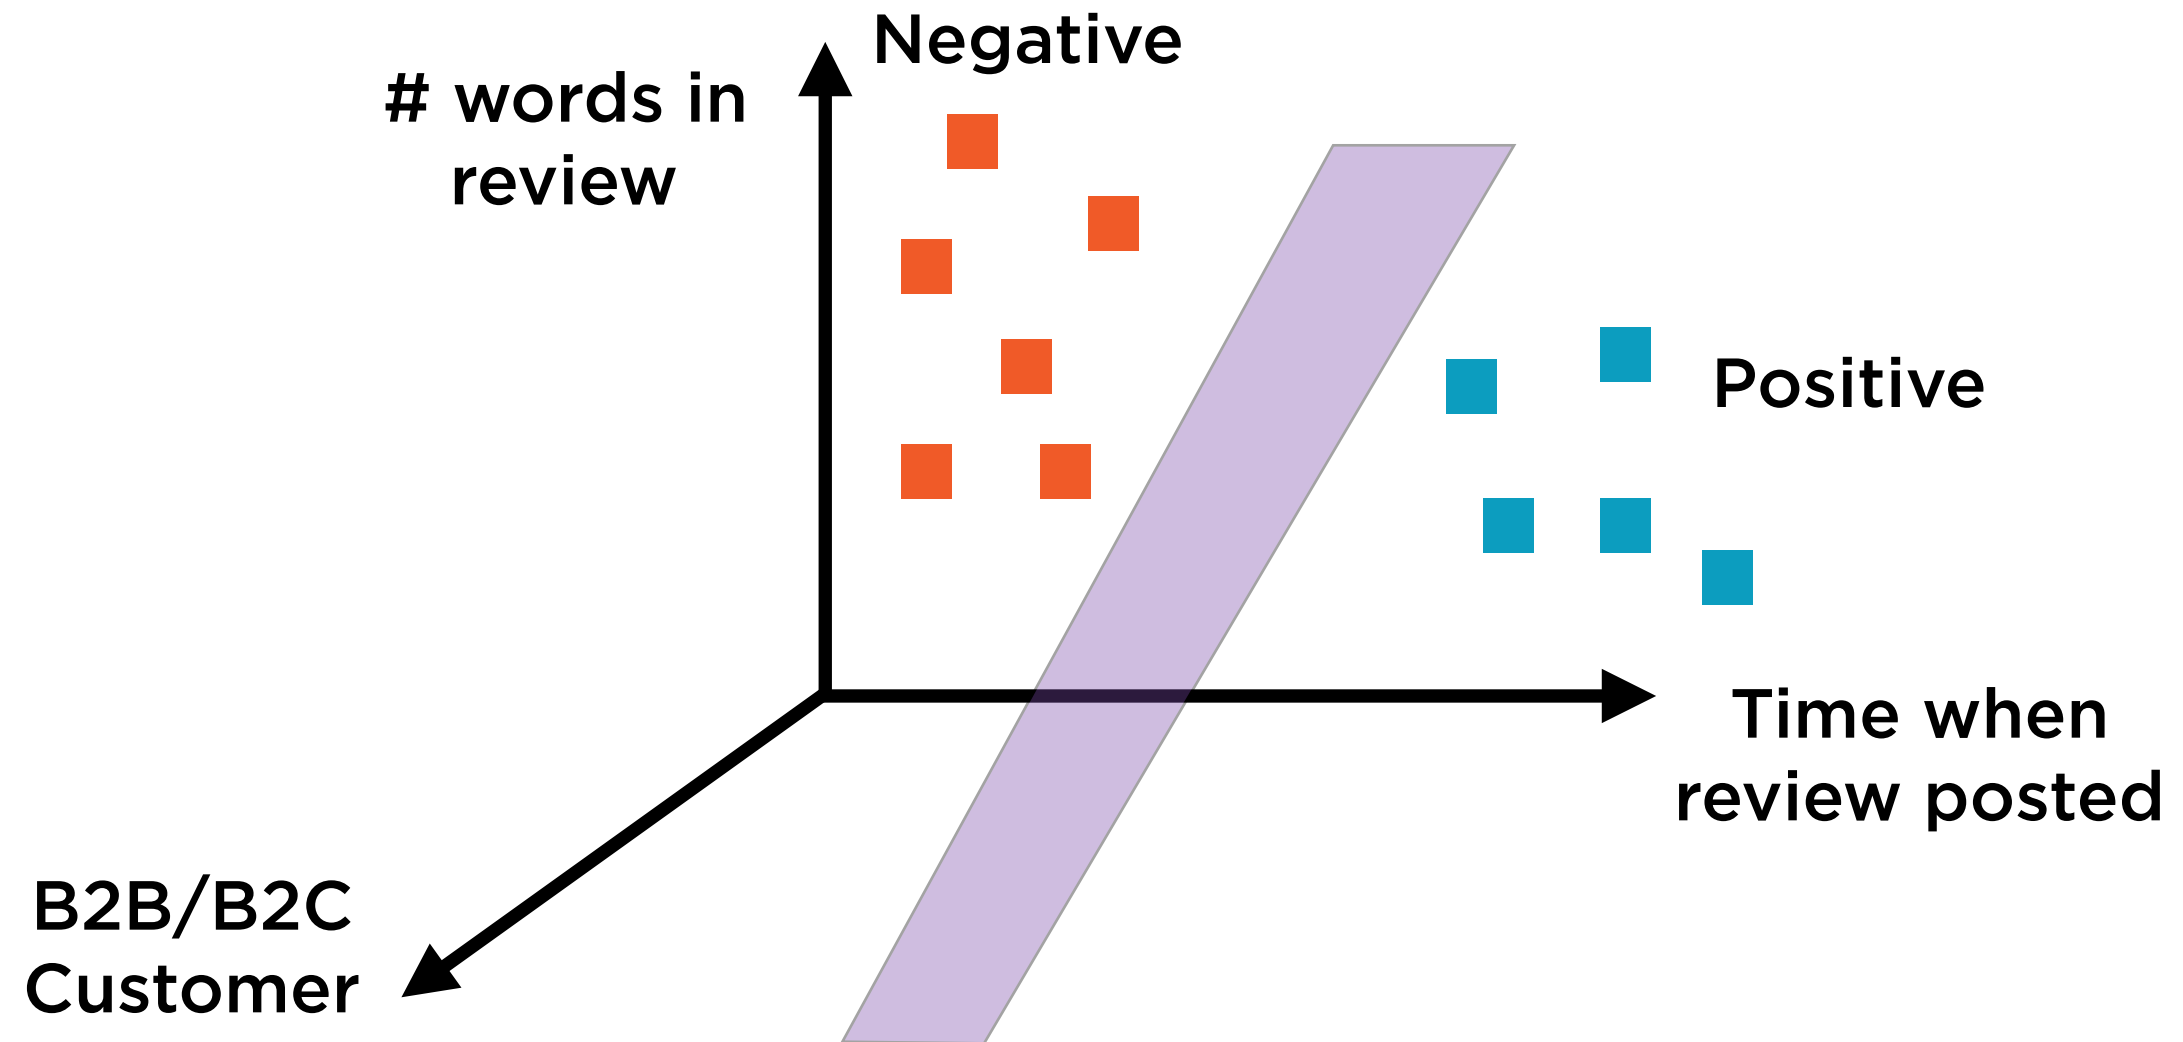 Negative
# words in
review
Positive
Time when
review posted
B2B/B2C
Customer